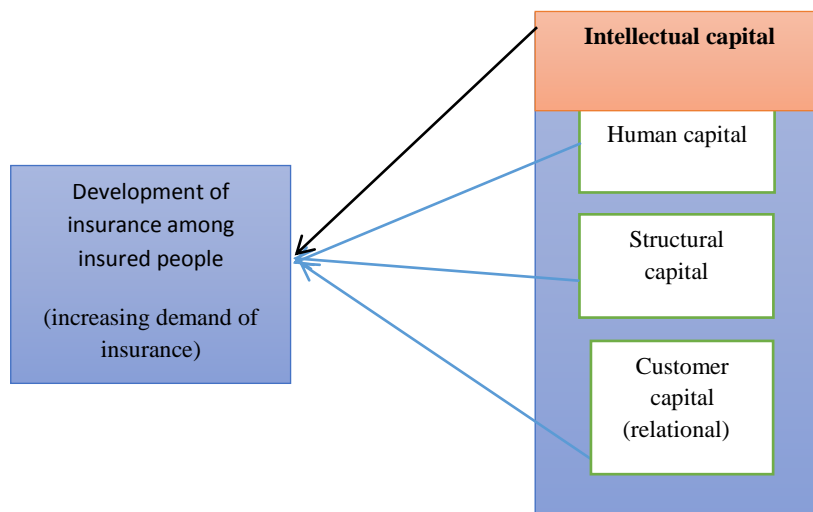 Intellectual capital
Human capital
Structural
capital
Customer
capital
(relational)
Development of
insurance among
insured people
(increasing demand of
insurance)